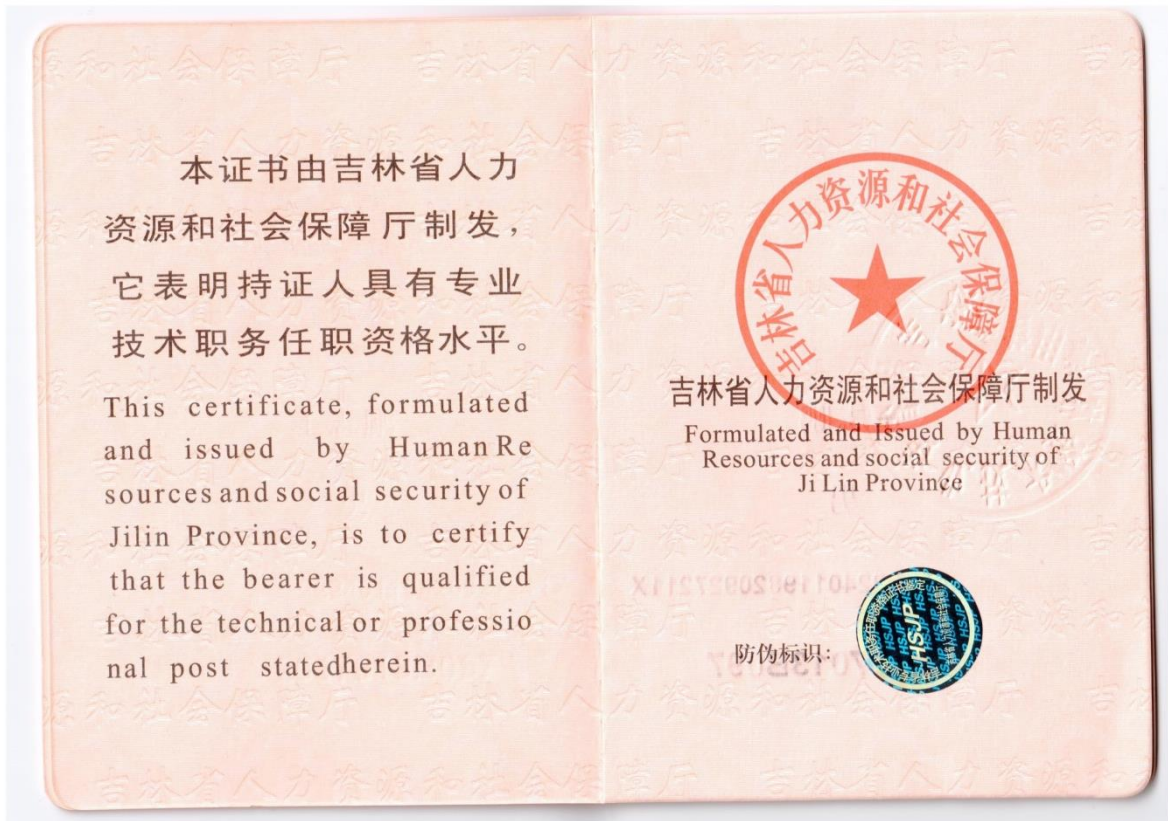 本证书由吉林省人力
资源和社会保障厅制发，
它表明持证人具有专业
技术职务任职资格水平。
This certificate, formulated
and issued by Human Re
sources and social security of
Jilin Province, is to certify
that the bearer is qualified
for the technical or professio
nal post statedherein.
吉林省人力资源和社会保障厅
吉林省人力资源和社会保障厅制发
Formulated and Issued by Human
Resources and social security of
Ji Lin Province
防伪标识：
HSJP